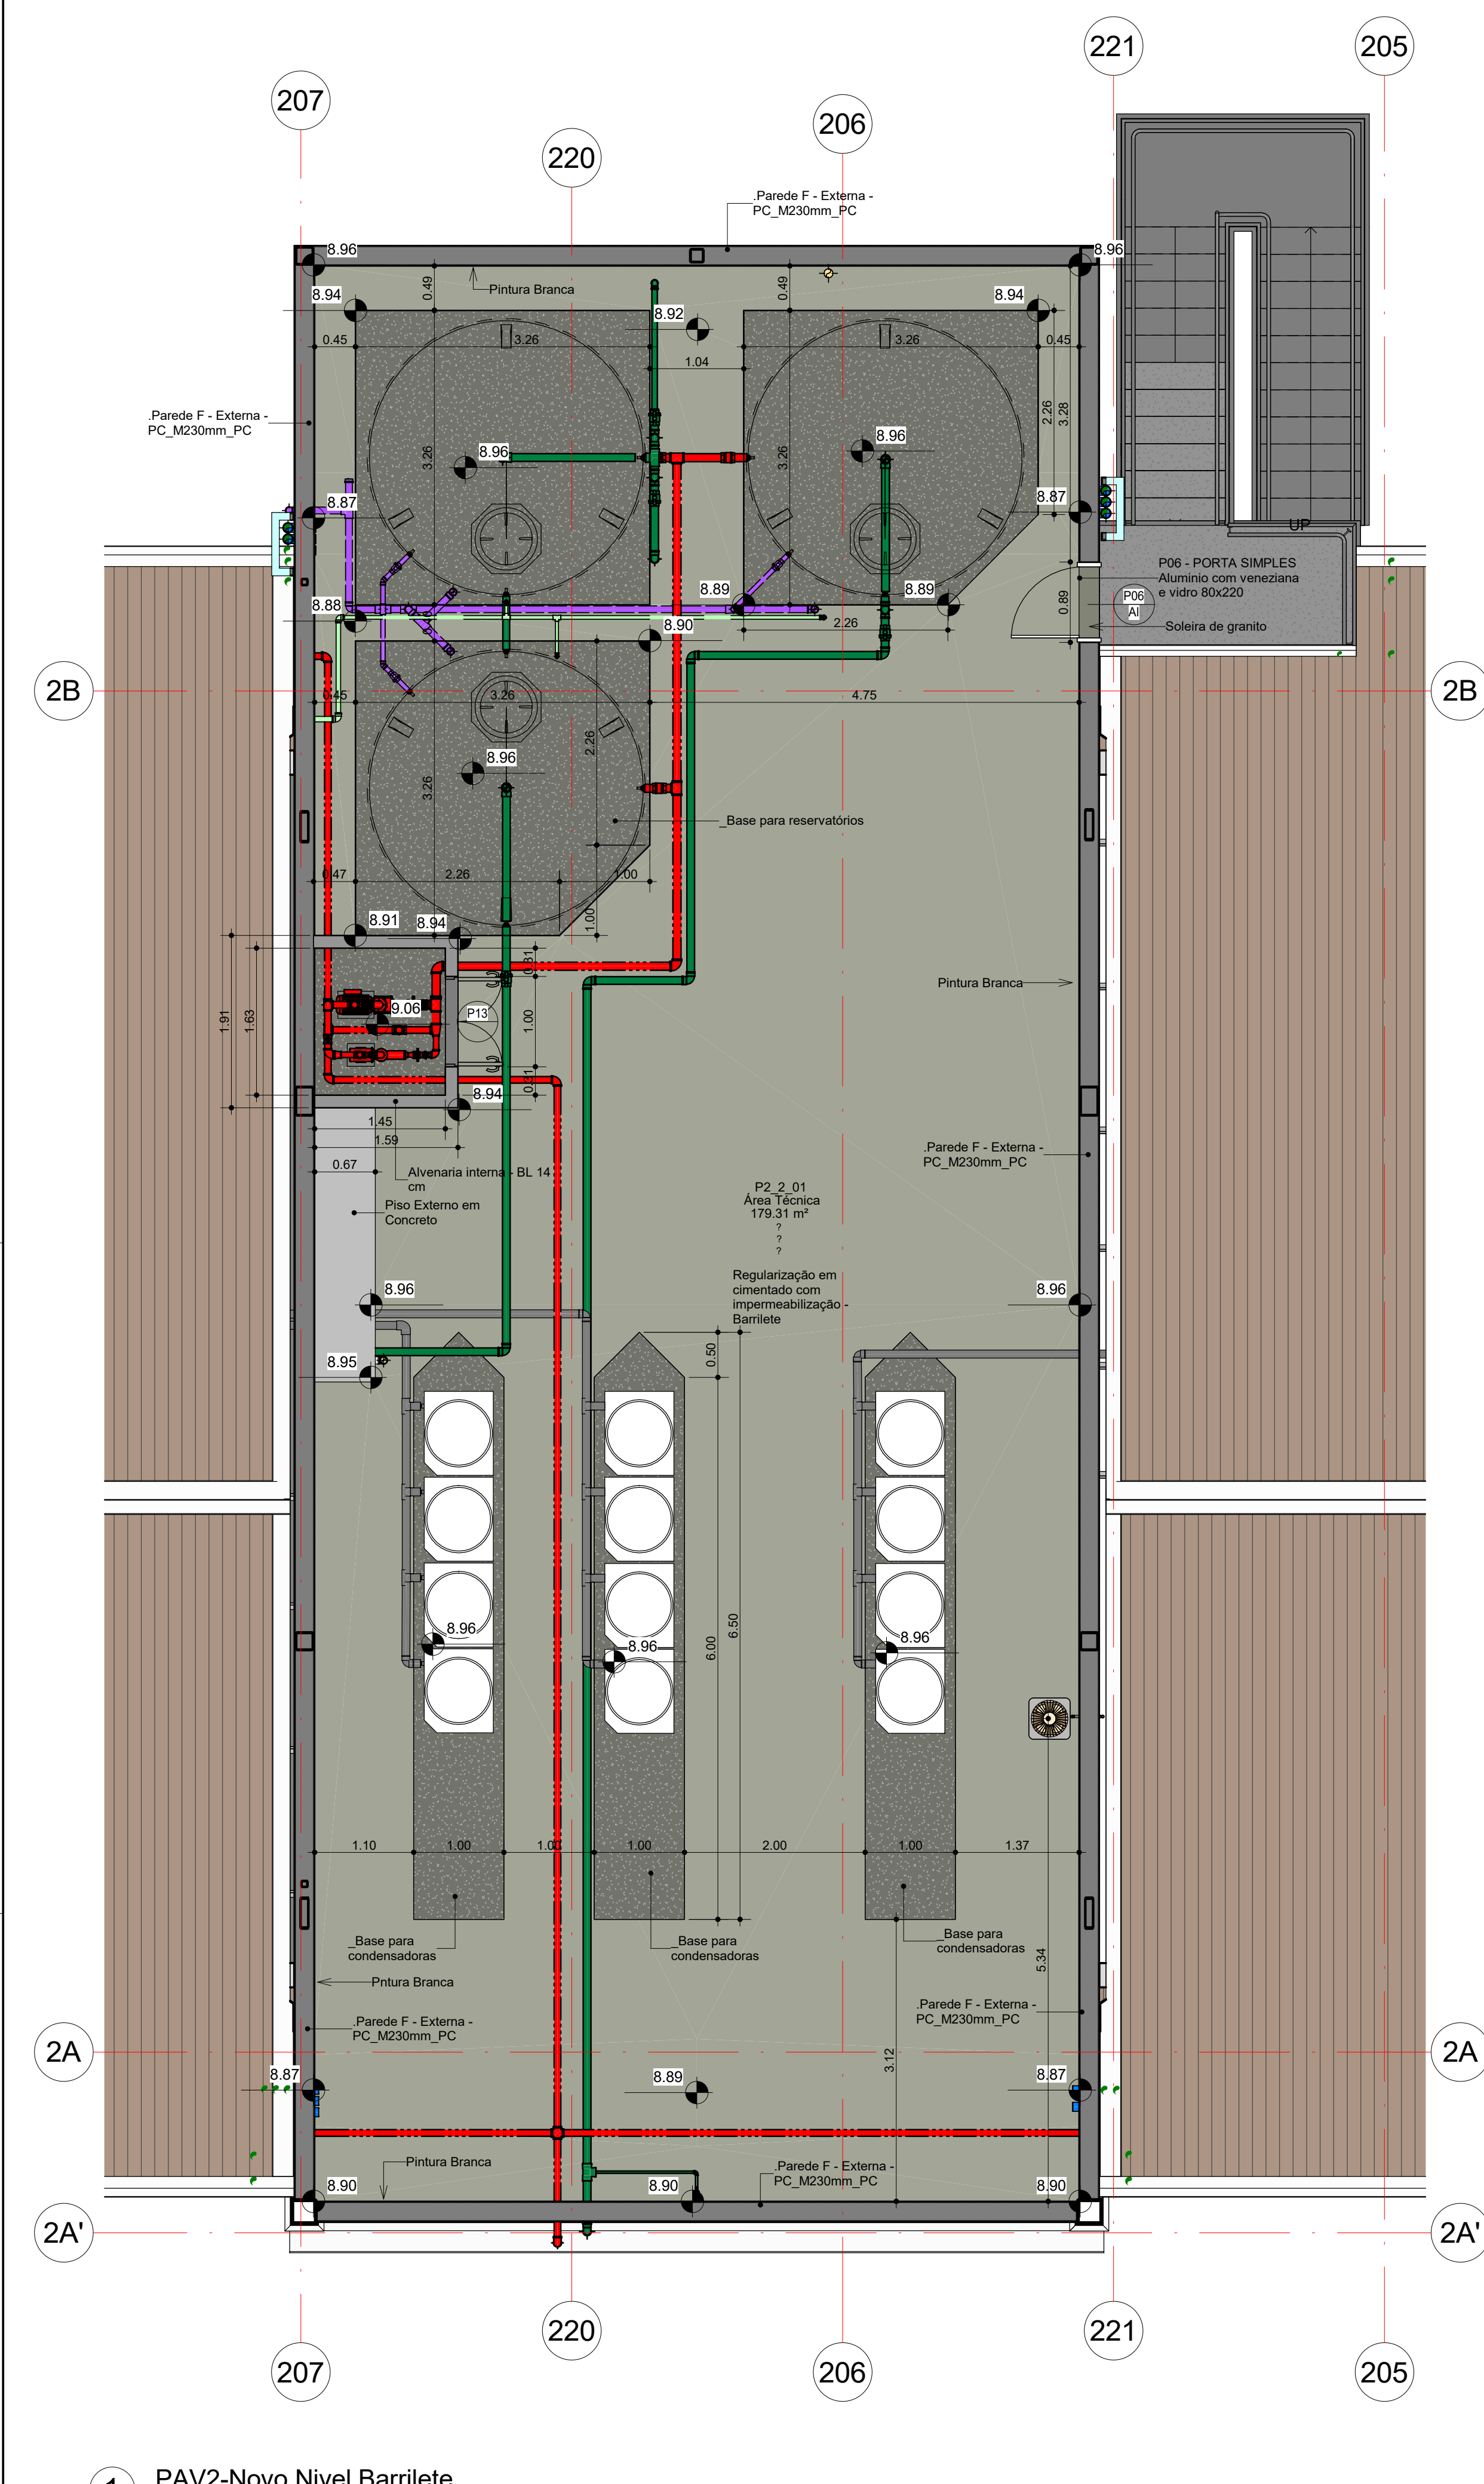 221
205
207
206
220
.Parede F - Externa -
PC_M230mm_PC
8.96
8.96
Pintura Branca
0.49
0.49
8.94
8.92
8.94
0.45
3.26
1.04
3.26
0.45
2.26
3.28
.Parede F - Externa -
PC_M230mm_PC
3.26
8.96
3.26
8.96
8.87
8.87
UP
P06 - PORTA SIMPLES
Aluminio com veneziana
e vidro 80x220
P06
Al
0.89
Soleira de granito
8.88
8.89
8.89
8.90
2.26
2B
2B
0.45
3.26
4.75
2.26
8.96
3.26
_Base para reservatórios
0.47
2.26
1.00
1.00
8.91
8.94
0.31
Pintura Branca
1.91
1.63
9.06
P13
1.00
0.31
8.94
1.45
1.59
0.67
Alvenaria interna - BL 14
cm
Piso Externo em
Concreto
.Parede F - Externa -
PC_M230mm_PC
P2_2_01
Área Técnica
179.31 m²
?
?
?
Regularização em
cimentado com
impermeabilização -
Barrilete
8.96
8.96
8.95
0.50
6.00
6.50
8.96
8.96
8.96
1.10
1.00
1.00
2.00
1.00
1.37
_Base para
condensadoras
_Base para
condensadoras
_Base para
condensadoras
5.34
Pntura Branca
.Parede F - Externa -
PC_M230mm_PC
.Parede F - Externa -
PC_M230mm_PC
2A
2A
3.12
8.87
8.89
8.87
Pintura Branca
.Parede F - Externa -
PC_M230mm_PC
8.90
8.90
8.90
2A'
2A'
220
221
207
206
205
1
PAV2-Novo Nivel Barrilete